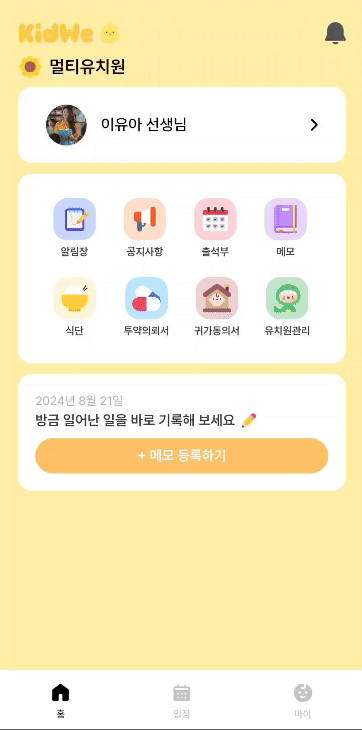 KidWe
멀티유치원
이유아 선생님
알림장 공지사항 출석부 메모
식단 투약의뢰서 귀가동의서 유치원관리
2024년 8월 21일
방금 일어난 일을 바로 기록해 보세요
+ 메모 등록하기
홈 일정 마이